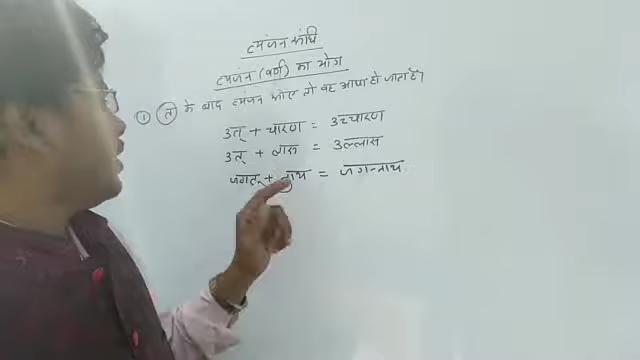 व्यंजन संधि
व्यंजन (वर्ण) का योग
① त् के बाद व्यंजन आए तो वह आधा हो जाता है।
उत् + चारण = उच्चारण
उत् + लास = उल्लास
जगत् + नाथ = जगन्नाथ